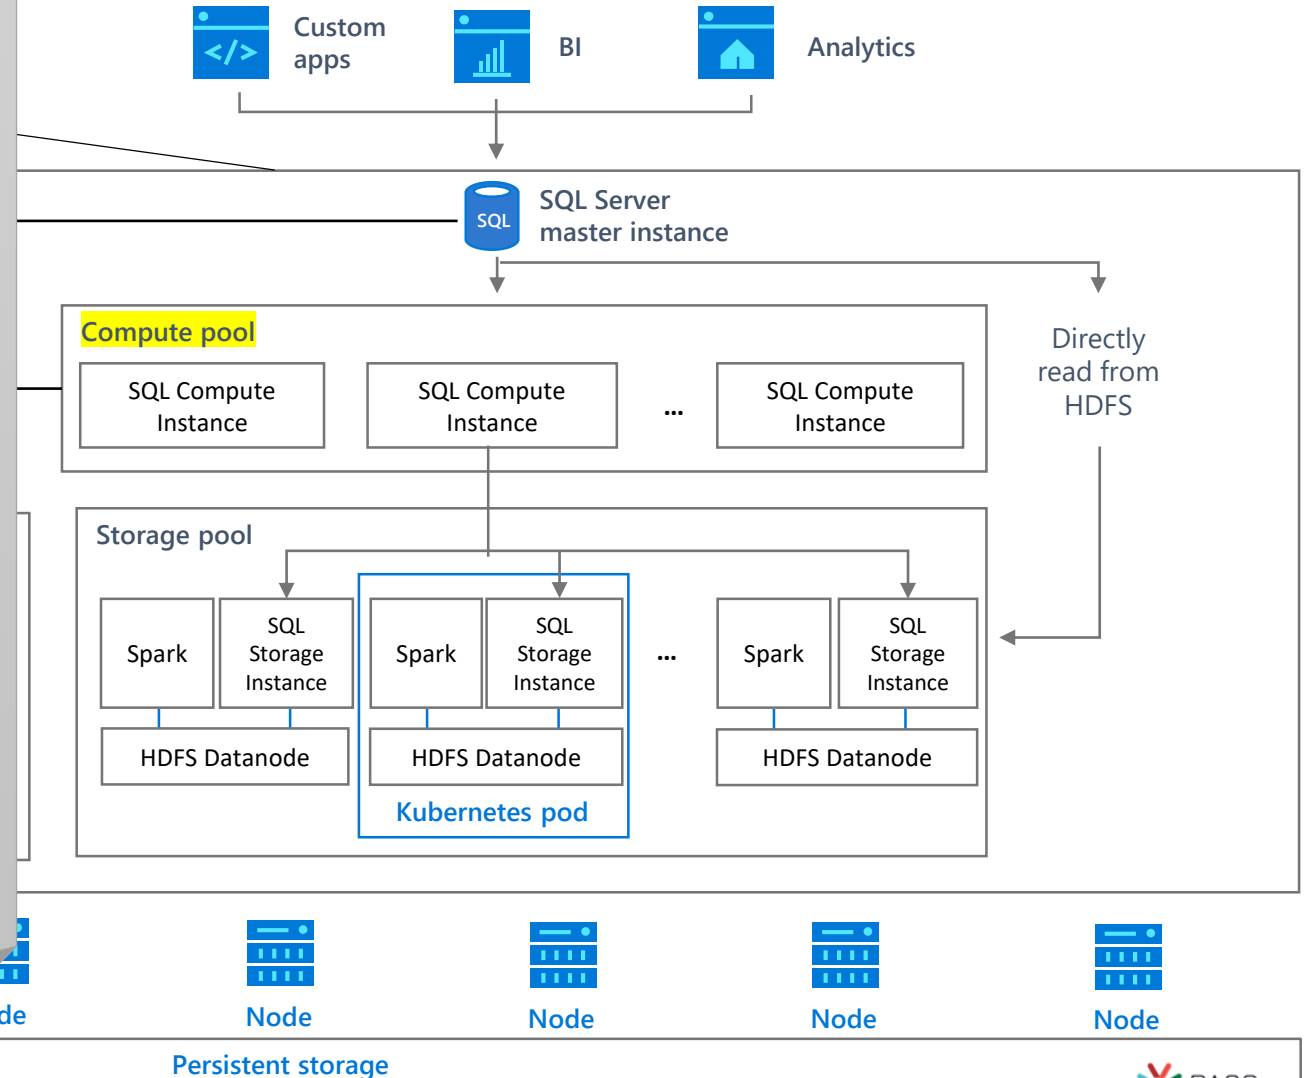 Custom
apps
BI
Analytics
</>
SQL
SQL Server
master instance
Compute pool
SQL Compute
Instance
SQL Compute
Instance
...
SQL Compute
Instance
Directly
read from
HDFS
Storage pool
Spark
SQL
Storage
Instance
Spark
SQL
Storage
Instance
...
Spark
SQL
Storage
Instance
HDFS Datanode
HDFS Datanode
HDFS Datanode
Kubernetes pod
de
Node
Node
Node
Node
Persistent storage